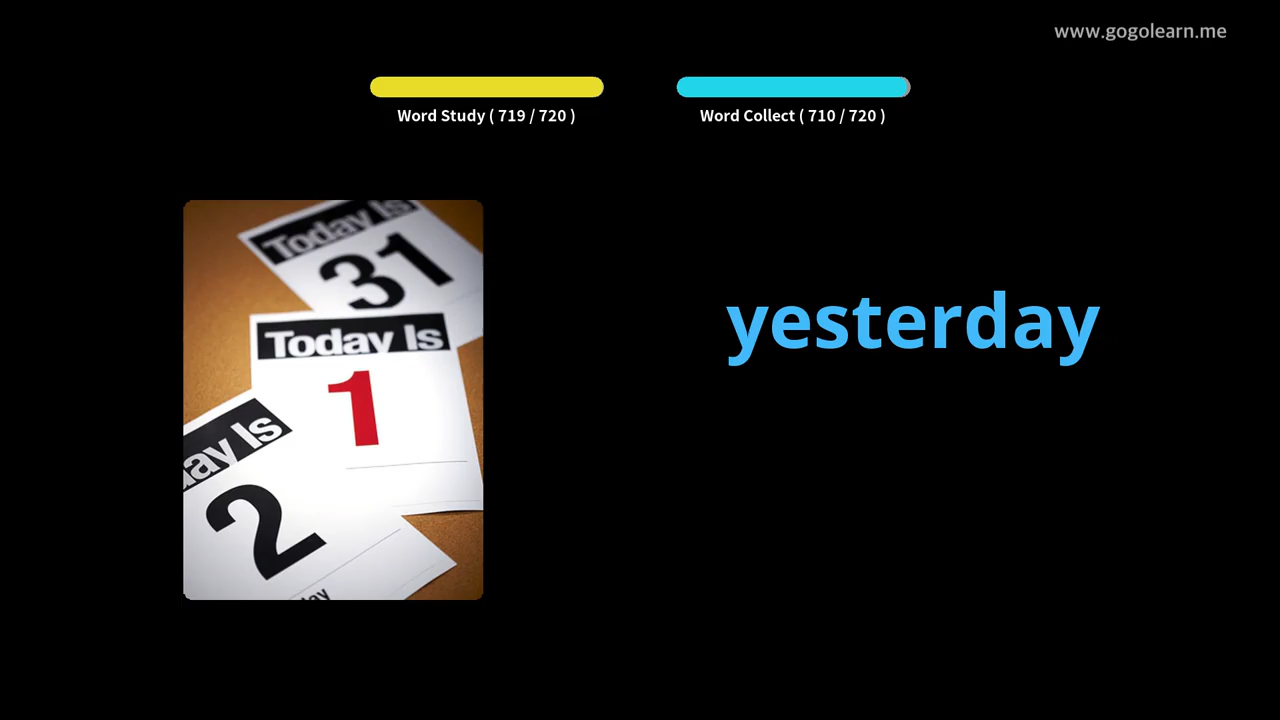 www.gogolearn.me
Word Study ( 719 / 720 )
Word Collect ( 710 / 720 )
Today Is
31
Today Is
1
ay Is
2
yesterday